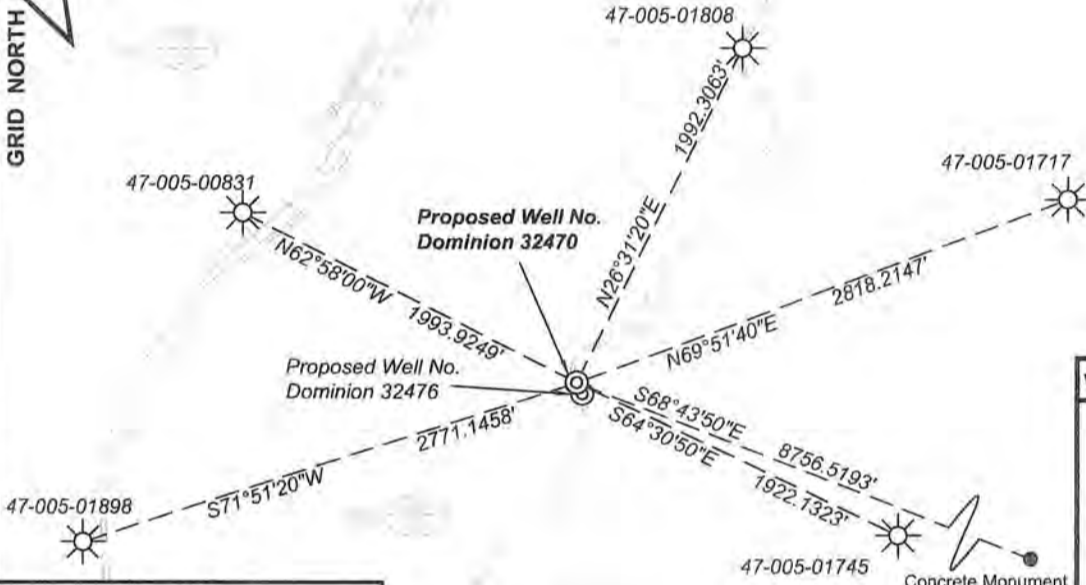 GRID NORTH
47-005-01808
1992.3063'
N26°31'20"E
47-005-00831
N62°58'00"W
1993.9249'
Proposed Well No.
Dominion 32470
47-005-01717
2818.2147'
N69°51'40"E
Proposed Well No.
Dominion 32476
2771.1458'
S71°51'20"W
47-005-01898
S68°43'50"E
8756.5193'
S64°30'50"E
1922.1323'
47-005-01745
Concrete Monument